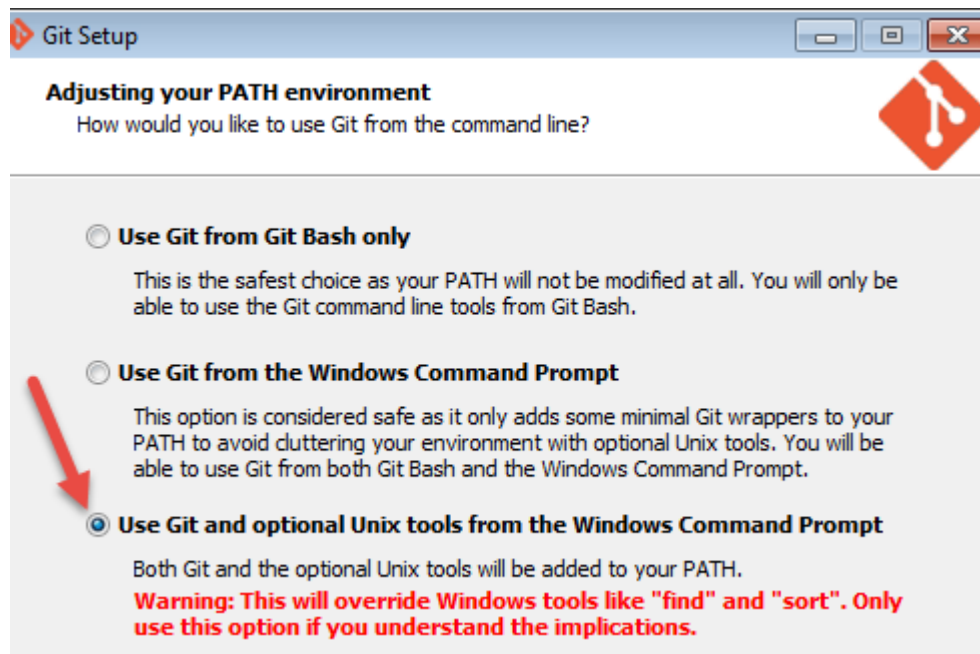 Git Setup
Adjusting your PATH environment
How would you like to use Git from the command line?
Use Git from Git Bash only
This is the safest choice as your PATH will not be modified at all. You will only be
able to use the Git command line tools from Git Bash.
Use Git from the Windows Command Prompt
This option is considered safe as it only adds some minimal Git wrappers to your
PATH to avoid cluttering your environment with optional Unix tools. You will be
able to use Git from both Git Bash and the Windows Command Prompt.
Use Git and optional Unix tools from the Windows Command Prompt
Both Git and the optional Unix tools will be added to your PATH.
Warning: This will override Windows tools like "find" and "sort". Only
use this option if you understand the implications.